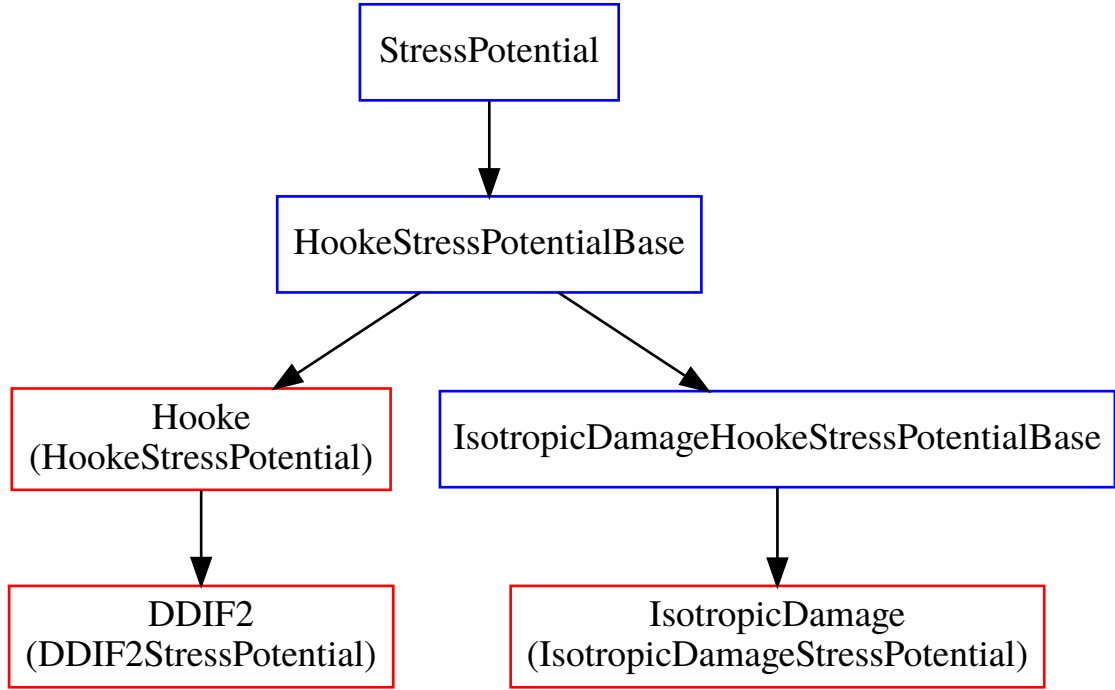 StressPotential
HookeStressPotentialBase
Hooke
(HookeStressPotential)
IsotropicDamageHookeStressPotentialBase
DDIF2
(DDIF2StressPotential)
IsotropicDamage
(IsotropicDamageStressPotential)